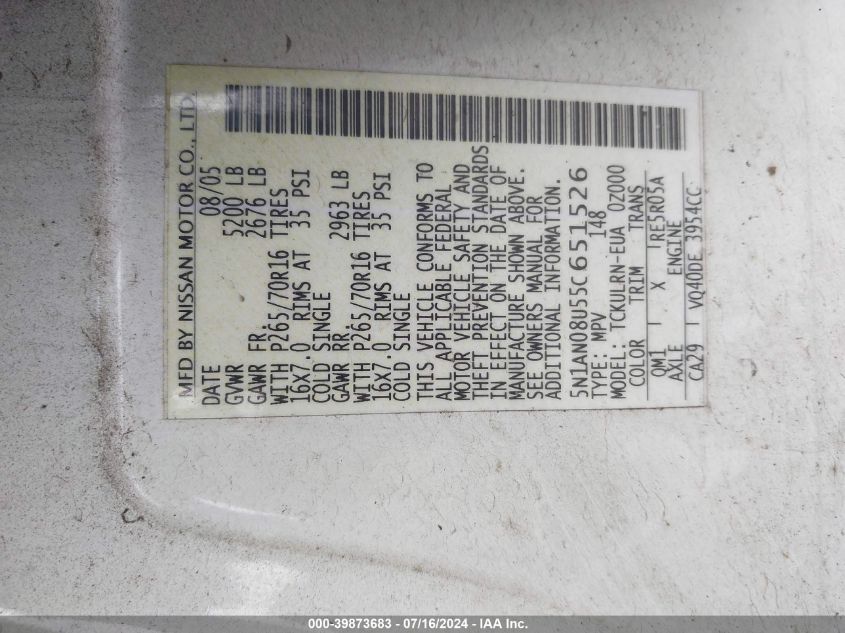 MFD BY NISSAN MOTOR CO., LTD.
DATE 08/05
GVWR 5200 LB
GAWR FR. 2676 LB
WITH P265/70R16 TIRES
16X7.0 RIMS AT 35 PSI
COLD SINGLE
GAWR RR. 2963 LB
WITH P265/70R16 TIRES
16X7.0 RIMS AT 35 PSI
COLD SINGLE
THIS VEHICLE CONFORMS TO
ALL APPLICABLE FEDERAL
MOTOR VEHICLE SAFETY AND
THEFT PREVENTION STANDARDS
IN EFFECT ON THE DATE OF
MANUFACTURE SHOWN ABOVE.
SEE OWNERS MANUAL FOR
ADDITIONAL INFORMATION.
5N1AN08U55C651526
TYPE: MPV 148
MODEL: TCKULRN-EUA 0Z000
COLOR TRIM TRANS
QM1 X RE5R05A
AXLE ENGINE
CA29 VQ40DE 3954CC
000-39873683 / 07/16/2024 - IAA Inc.